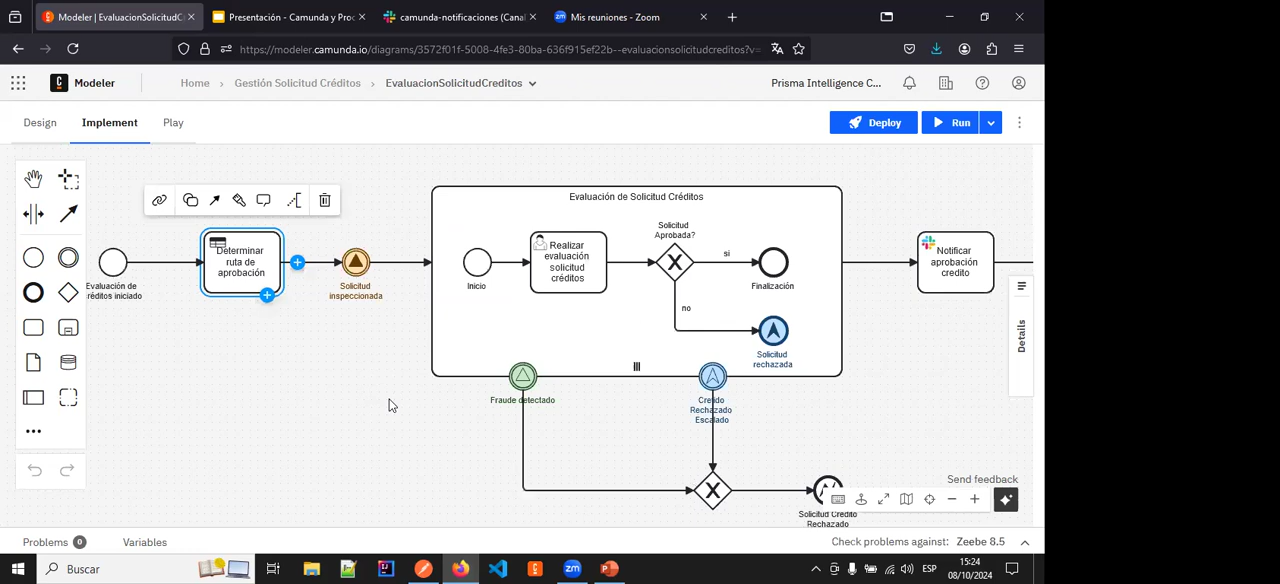 Modeler | EvaluacionSolicitudC
Presentación - Camunda y Proc
camunda-notificaciones (Canal
Mis reuniones - Zoom
https://modeler.camunda.io/diagrams/3572f01f-5008-4fe3-80ba-636f915ef22b--evaluacionsolicitudcreditos?v=
Modeler
Home
Gestión Solicitud Créditos
EvaluacionSolicitudCreditos
Prisma Intelligence C...
Design
Implement
Play
Deploy
Run
Evaluación de Solicitud Créditos
Solicitud
Aprobada?
Determinar
ruta de
aprobación
Realizar
evaluación
solicitud
créditos
si
Notificar
aprobación
credito
Evaluación de
créditos iniciado
Solicitud
inspeccionada
Inicio
Finalización
no
Solicitud
rechazada
Details
Fraude detectado
Cretido
Rechazado
Escalado
Send feedback
Solicitud Credito
Rechazado
Problems 0
Variables
Check problems against: Zeebe 8.5
Buscar
ESP
15:24
08/10/2024